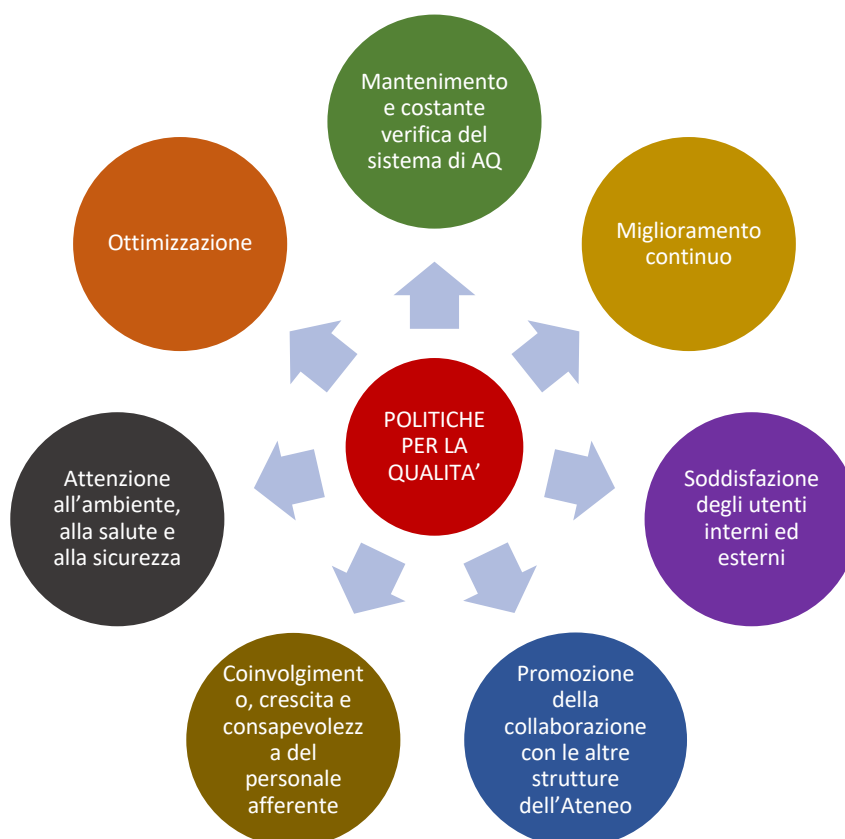 Mantenimento
e costante
verifica del
sistema di AQ
Miglioramento
continuo
Soddisfazione
degli utenti
interni ed
esterni
Promozione
della
collaborazione
con le altre
strutture
dell’Ateneo
Coinvolgiment
o, crescita e
consapevolezz
a del
personale
afferente
Attenzione
all’ambiente,
alla salute e
alla sicurezza
Ottimizzazione
POLITICHE
PER LA
QUALITA’